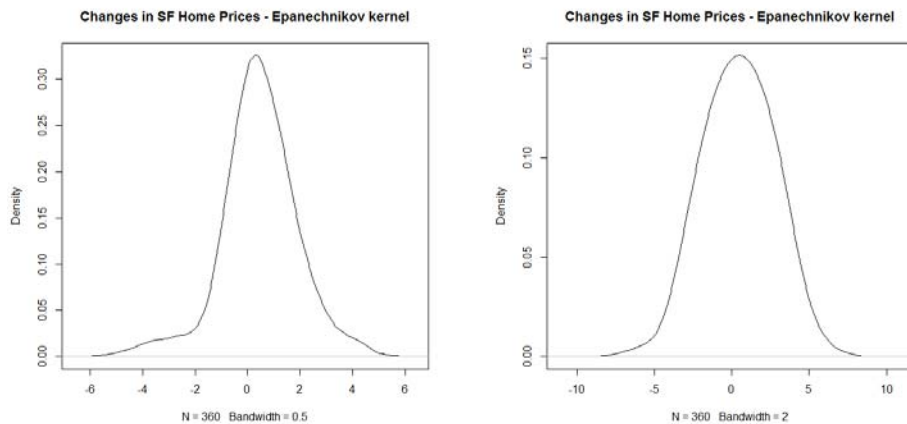 Changes in SF Home Prices - Epanechnikov kernel
Density
0.00 0.05 0.10 0.15 0.20 0.25 0.30
-6 -4 -2 0 2 4 6
N = 360 Bandwidth = 0.5
Changes in SF Home Prices - Epanechnikov kernel
Density
0.00 0.05 0.10 0.15
-10 -5 0 5 10
N = 360 Bandwidth = 2